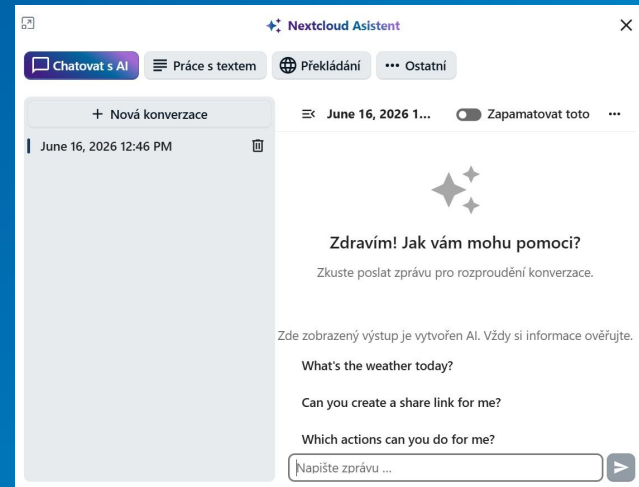 Nextcloud Asistent
Chatovat s AI
Práce s textem
Překládání
Ostatní
+ Nová konverzace
June 16, 2026 12:46 PM
June 16, 2026 1...
Zapamatovat toto
Zdravím! Jak vám mohu pomoci?
Zkuste poslat zprávu pro rozproudění konverzace.
Zde zobrazený výstup je vytvořen AI. Vždy si informace ověřujte.
What's the weather today?
Can you create a share link for me?
Which actions can you do for me?
Napište zprávu ...